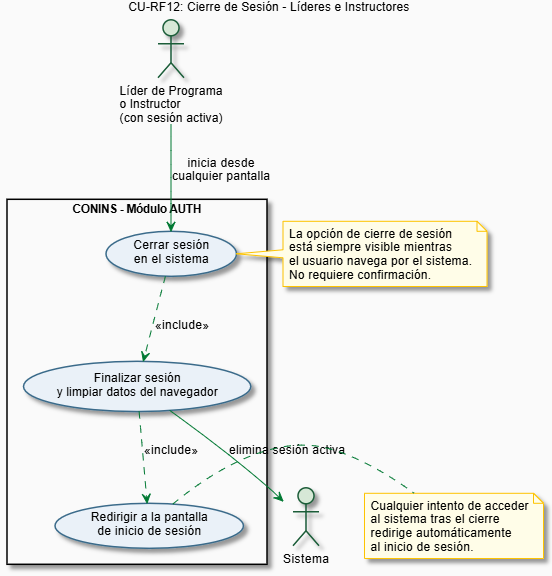 CU-RF12: Cierre de Sesión - Líderes e Instructores
Líder de Programa
o Instructor
(con sesión activa)
inicia desde
cualquier pantalla
CONINS - Módulo AUTH
Cerrar sesión
en el sistema
La opción de cierre de sesión
está siempre visible mientras
el usuario navega por el sistema.
No requiere confirmación.
«include»
Finalizar sesión
y limpiar datos del navegador
«include»
elimina sesión activa
Redirigir a la pantalla
de inicio de sesión
Sistema
Cualquier intento de acceder
al sistema tras el cierre
redirige automáticamente
al inicio de sesión.